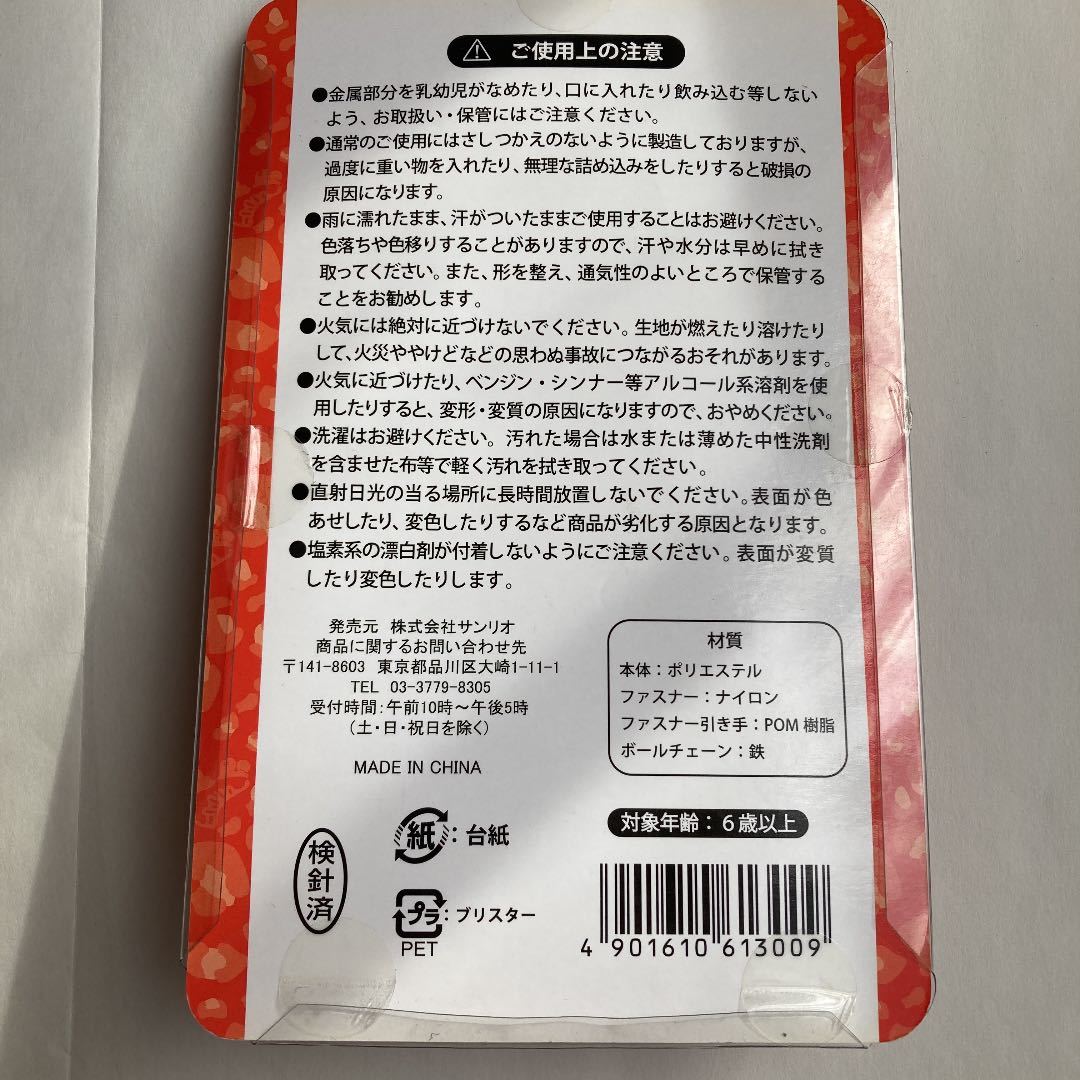 ⚠ ご使用上の注意
●金属部分を乳幼児がなめたり、口に入れたり飲み込む等しない
よう、お取扱い・保管にはご注意ください。
●通常のご使用にはさしつかえのないように製造しておりますが、
過度に重い物を入れたり、無理な詰め込みをしたりすると破損の
原因になります。
●雨に濡れたまま、汗がついたままご使用することはお避けください。
色落ちや色移りすることがありますので、汗や水分は早めに拭き
取ってください。また、形を整え、通気性のよいところで保管する
ことをお勧めします。
●火気には絶対に近づけないでください。生地が燃えたり溶けたり
して、火災ややけどなどの思わぬ事故につながるおそれがあります。
●火気に近づけたり、ベンジン・シンナー等アルコール系溶剤を使
用したりすると、変形・変質の原因になりますので、おやめください。
●洗濯はお避けください。汚れた場合は水または薄めた中性洗剤
を含ませた布等で軽く汚れを拭き取ってください。
●直射日光の当る場所に長時間放置しないでください。表面が色
あせしたり、変色したりするなど商品が劣化する原因となります。
●塩素系の漂白剤が付着しないようにご注意ください。表面が変質
したり変色したりします。
発売元 株式会社サンリオ
商品に関するお問い合わせ先
〒141-8603 東京都品川区大崎1-11-1
TEL 03-3779-8305
受付時間:午前10時～午後5時
(土・日・祝日を除く)
MADE IN CHINA
材質
本体：ポリエステル
ファスナー：ナイロン
ファスナー引き手：POM 樹脂
ボールチェーン：鉄
検針済
紙：台紙
プラ：ブリスター
PET
対象年齢：6歳以上
4 901610 613009